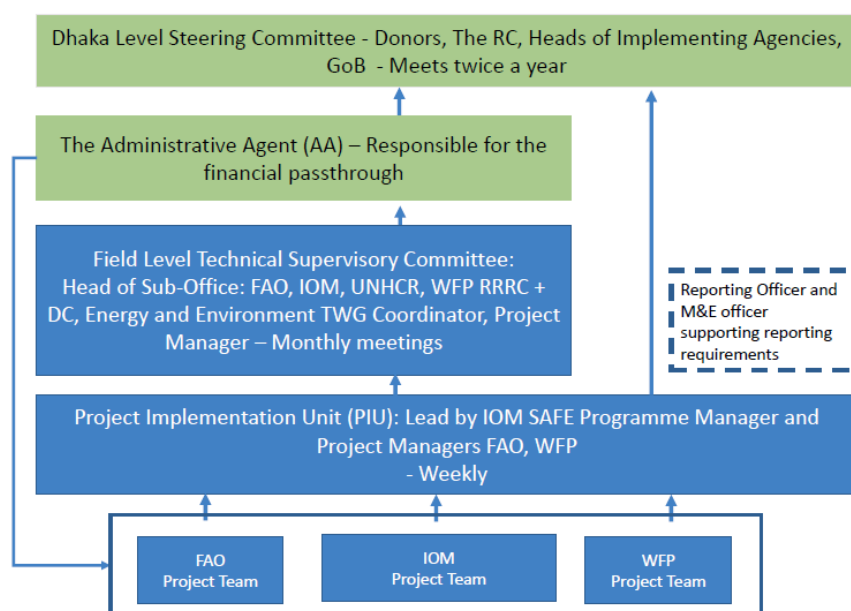 Dhaka Level Steering Committee - Donors, The RC, Heads of Implementing Agencies,
GoB - Meets twice a year
The Administrative Agent (AA) – Responsible for the
financial passthrough
Field Level Technical Supervisory Committee:
Head of Sub-Office: FAO, IOM, UNHCR, WFP RRRC +
DC, Energy and Environment TWG Coordinator, Project
Manager – Monthly meetings
Reporting Officer and
M&E officer
supporting reporting
requirements
Project Implementation Unit (PIU): Lead by IOM SAFE Programme Manager and
Project Managers FAO, WFP
- Weekly
FAO
Project Team
IOM
Project Team
WFP
Project Team